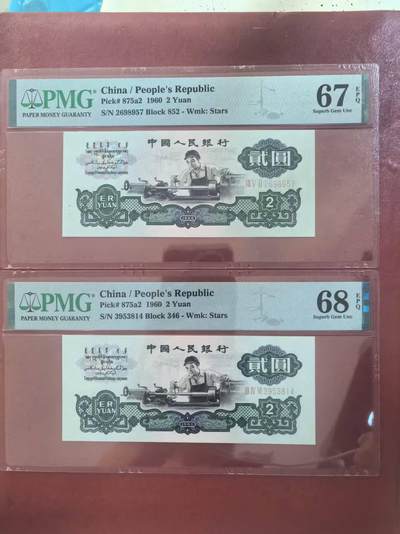 PMG
PAPER MONEY GUARANTY
China / People's Republic
Pick# 875a2 1960 2 Yuan
S/N 2698957 Block 852 - Wmk: Stars
67 EPQ
Superb Gem Unc
中國人民銀行
貳圓
ⅧⅤⅡ2698957
ER
YUAN
2
PMG
PAPER MONEY GUARANTY
China / People's Republic
Pick# 875a2 1960 2 Yuan
S/N 3953814 Block 346 - Wmk: Stars
68 EPQ
Superb Gem Unc
中國人民銀行
貳圓
ⅢⅣⅥ3953814
ER
YUAN
2